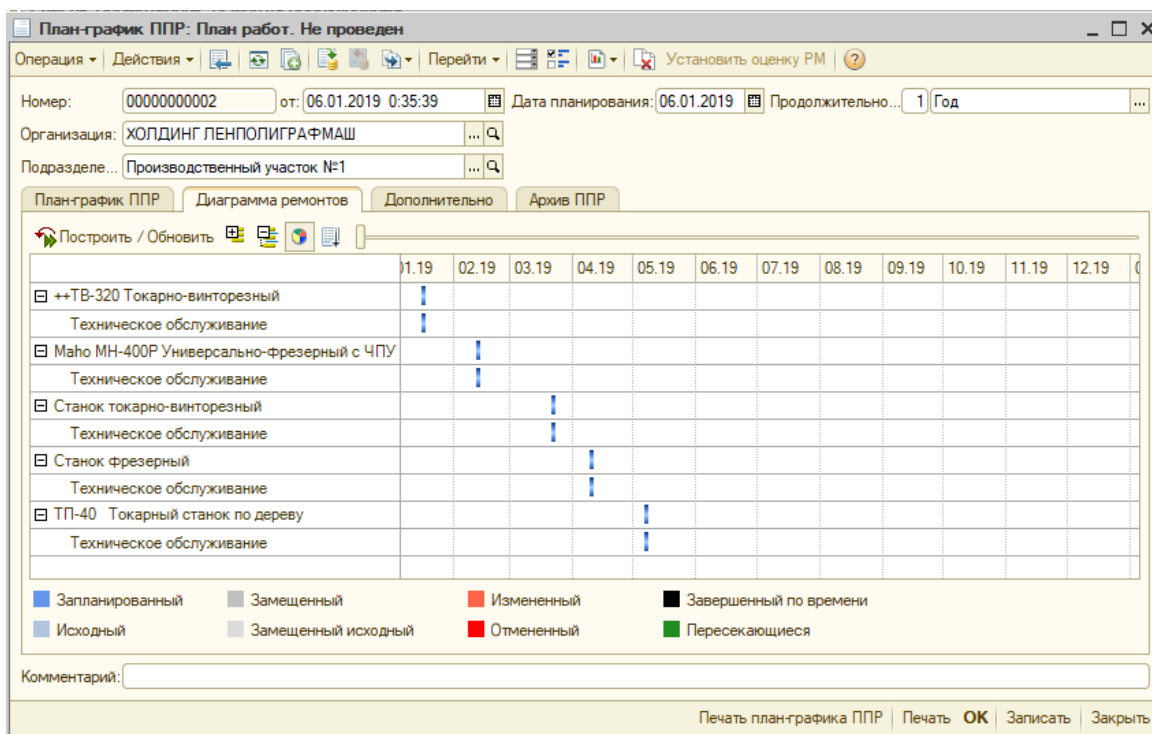 План-график ППР: План работ. Не проведен
Операция Действия Перейти Установить оценку РМ
Номер: 00000000002 от: 06.01.2019 0:35:39 Дата планирования: 06.01.2019 Продолжительно... 1 Год ...
Организация: ХОЛДИНГ ЛЕНПОЛИГРАФМАШ ...
Подразделе... Производственный участок №1 ...
План-график ППР Диаграмма ремонтов Дополнительно Архив ППР
Построить / Обновить
01.19 02.19 03.19 04.19 05.19 06.19 07.19 08.19 09.19 10.19 11.19 12.19
++ТВ-320 Токарно-винторезный
Техническое обслуживание
Maho MH-400P Универсально-фрезерный с ЧПУ
Техническое обслуживание
Станок токарно-винторезный
Техническое обслуживание
Станок фрезерный
Техническое обслуживание
ТП-40 Токарный станок по дереву
Техническое обслуживание
Запланированный Замещенный Измененный Завершенный по времени
Исходный Замещенный исходный Отмененный Пересекающиеся
Комментарий:
Печать план-графика ППР Печать ОК Записать Закрыть